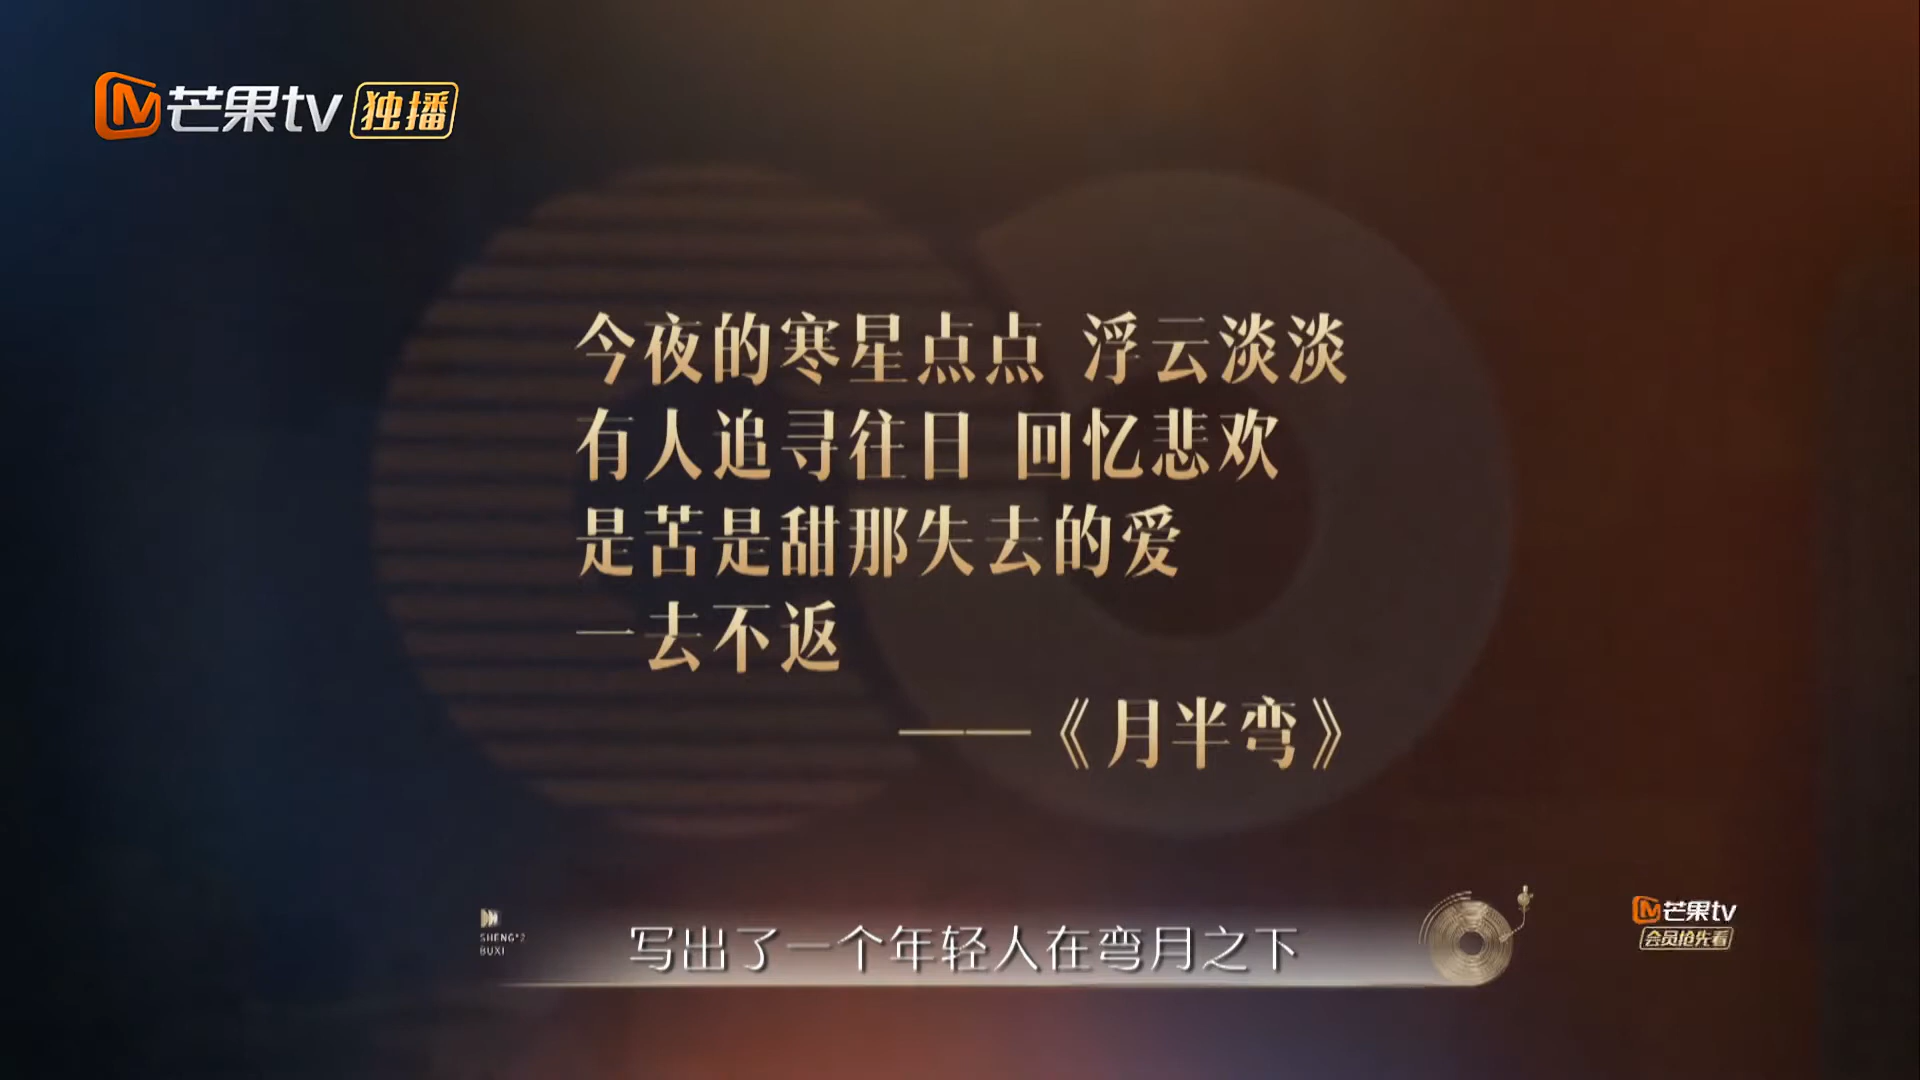 芒果tv 独播
今夜的寒星点点 浮云淡淡
有人追寻往日 回忆悲欢
是苦是甜那失去的爱
一去不返
——《月半弯》
SHENG*2
BUXI
写出了一个年轻人在弯月之下
芒果tv
会员抢先看